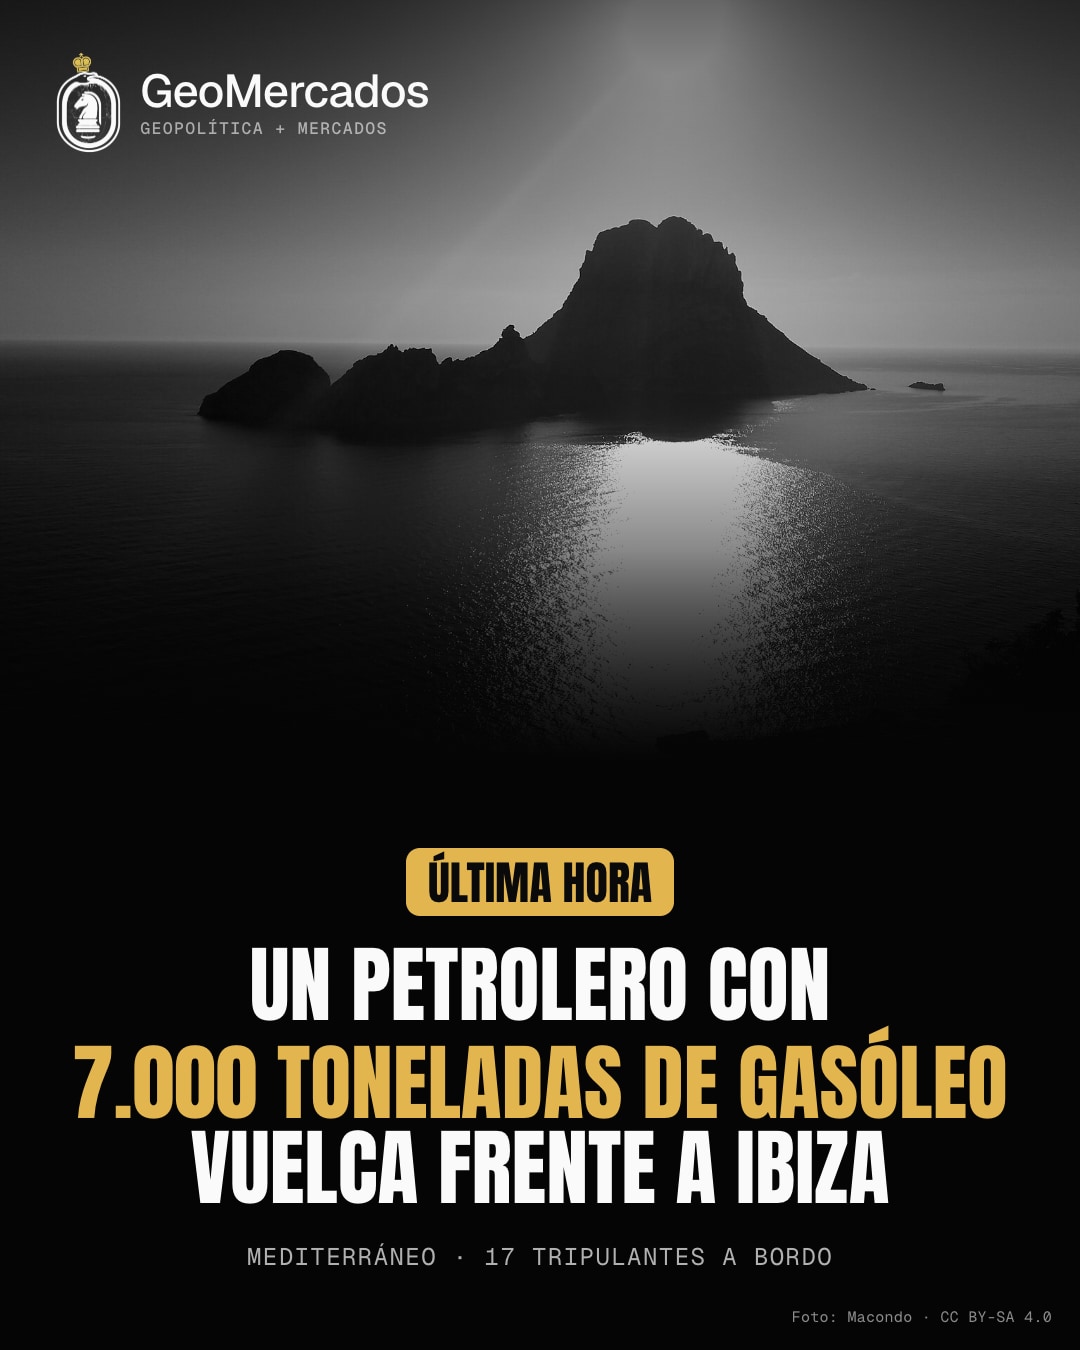 GeoMercados
GEOPOLÍTICA + MERCADOS
ÚLTIMA HORA
UN PETROLERO CON
7.000 TONELADAS DE GASÓLEO
VUELCA FRENTE A IBIZA
MEDITERRÁNEO · 17 TRIPULANTES A BORDO
Foto: Macondo · CC BY-SA 4.0